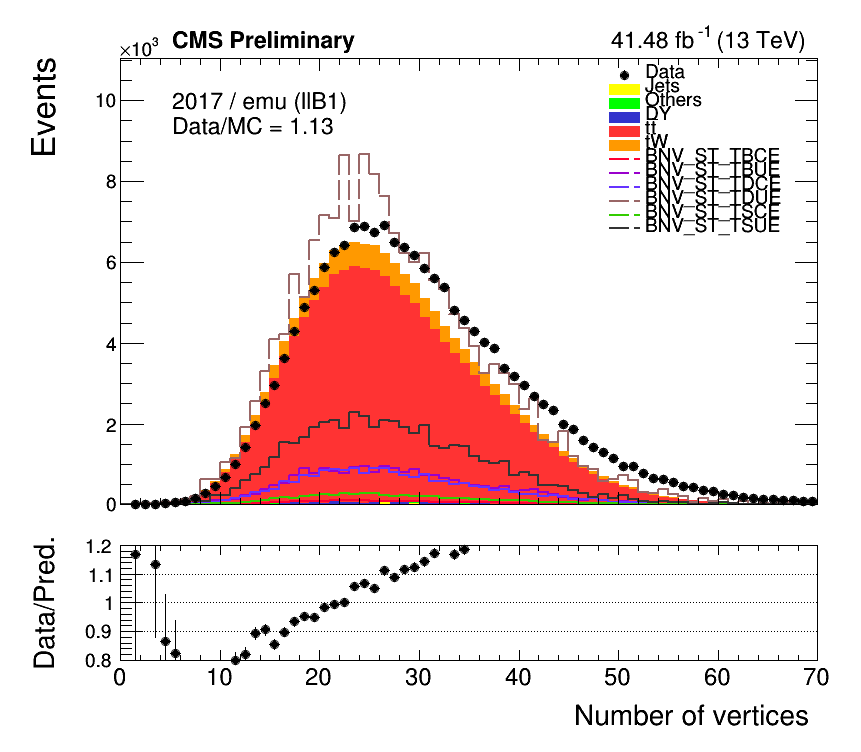 ×10³ CMS Preliminary 41.48 fb⁻¹ (13 TeV)
Events
2017 / emu (llB1)
Data/MC = 1.13
Data
Jets
Others
DY
tt
tW
BNV_ST_TBCE
BNV_ST_TBUE
BNV_ST_TDCE
BNV_ST_TDUE
BNV_ST_TSCE
BNV_ST_TSUE
10
8
6
4
2
0
Data/Pred.
1.2
1.1
1
0.9
0.8
0 10 20 30 40 50 60 70
Number of vertices